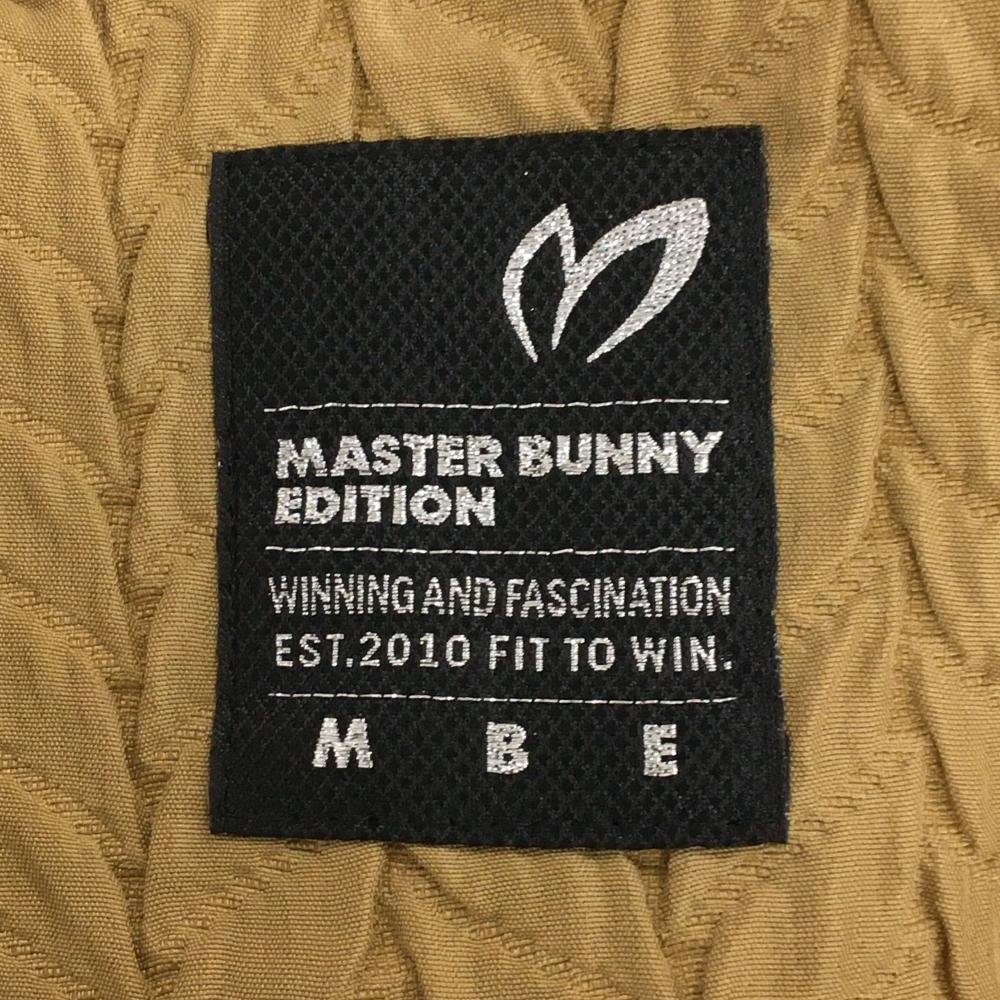 MASTER BUNNY
EDITION
WINNING AND FASCINATION
EST.2010 FIT TO WIN.
M B E